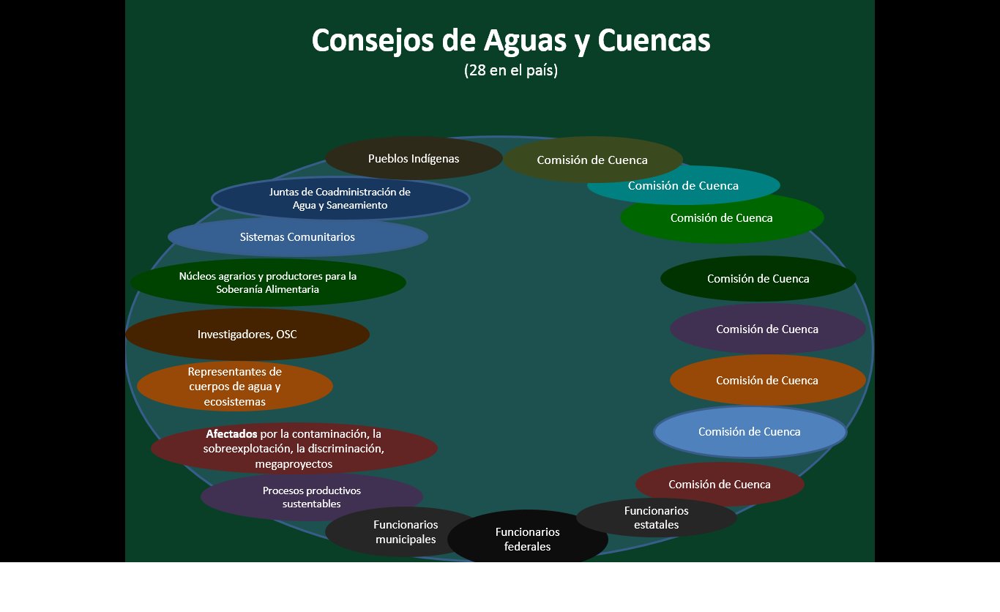 Consejos de Aguas y Cuencas
(28 en el país)
Pueblos Indígenas
Comisión de Cuenca
Juntas de Coadministración de
Agua y Saneamiento
Comisión de Cuenca
Sistemas Comunitarios
Comisión de Cuenca
Núcleos agrarios y productores para la
Soberanía Alimentaria
Comisión de Cuenca
Investigadores, OSC
Comisión de Cuenca
Representantes de
cuerpos de agua y
ecosistemas
Comisión de Cuenca
Afectados por la contaminación, la
sobreexplotación, la discriminación,
megaproyectos
Comisión de Cuenca
Procesos productivos
sustentables
Comisión de Cuenca
Funcionarios
municipales
Funcionarios
federales
Funcionarios
estatales